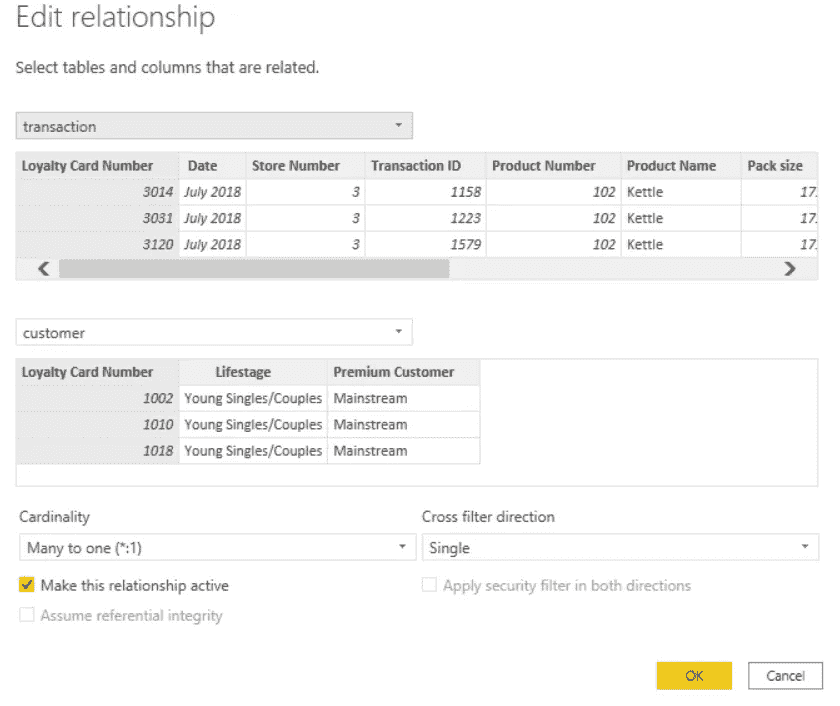 Edit relationship
Select tables and columns that are related.
transaction
Loyalty Card Number Date Store Number Transaction ID Product Number Product Name Pack size
3014 July 2018 3 1158 102 Kettle 17.
3031 July 2018 3 1223 102 Kettle 17.
3120 July 2018 3 1579 102 Kettle 17.
customer
Loyalty Card Number Lifestage Premium Customer
1002 Young Singles/Couples Mainstream
1010 Young Singles/Couples Mainstream
1018 Young Singles/Couples Mainstream
Cardinality Cross filter direction
Many to one (*:1) Single
Make this relationship active Apply security filter in both directions
Assume referential integrity
OK Cancel